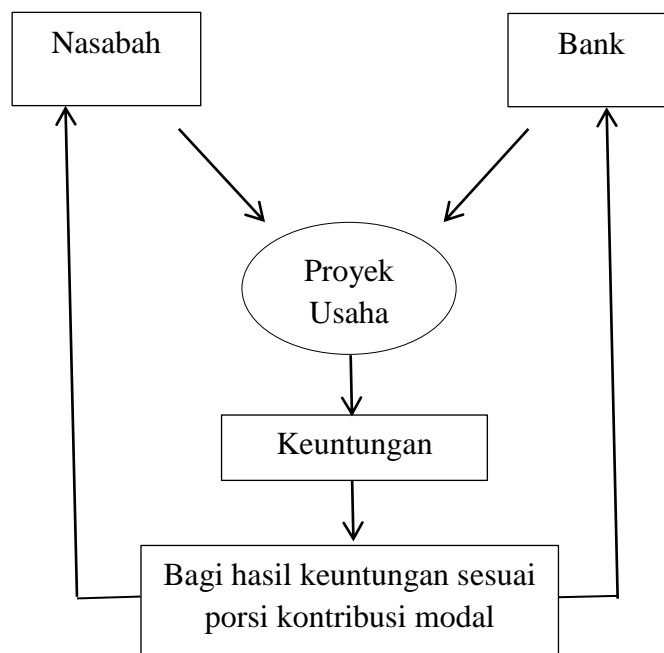 Nasabah
Bank
Proyek
Usaha
Keuntungan
Bagi hasil keuntungan sesuai
porsi kontribusi modal